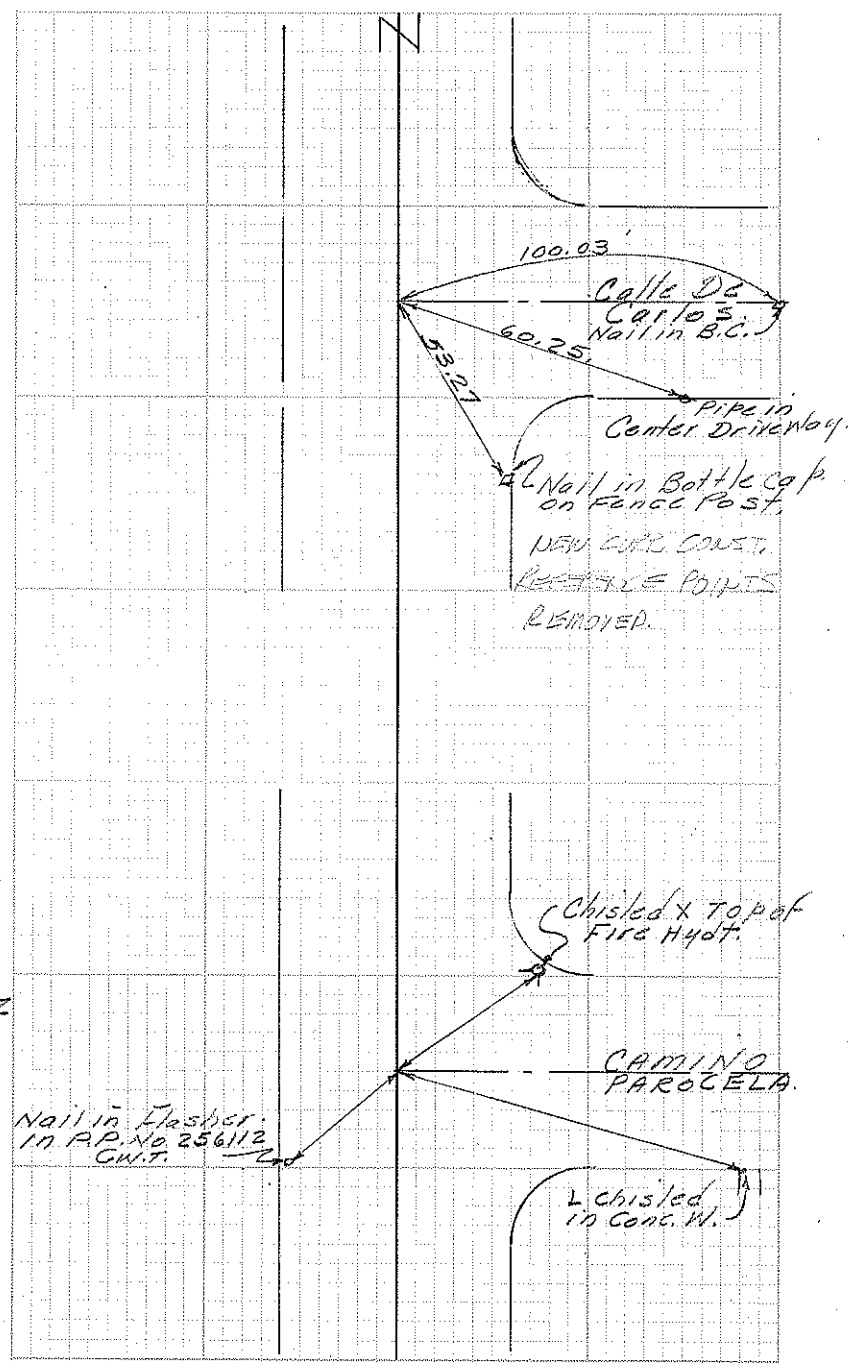 N
100.03'
Calle De
Carlos.
Nail in B.C.
60.25
53.27
Pipe in
Center Driveway.
Nail in Bottle Cap.
on Fence Post.
NEW CURB CONST.
REFERENCE POINTS
REMOVED.
Chisled X Top of
Fire Hydt.
CAMINO
PAROCELA.
Nail in Flasher.
in P.P. No 256112
G.W.T.
L Chisled
in Conc. W.